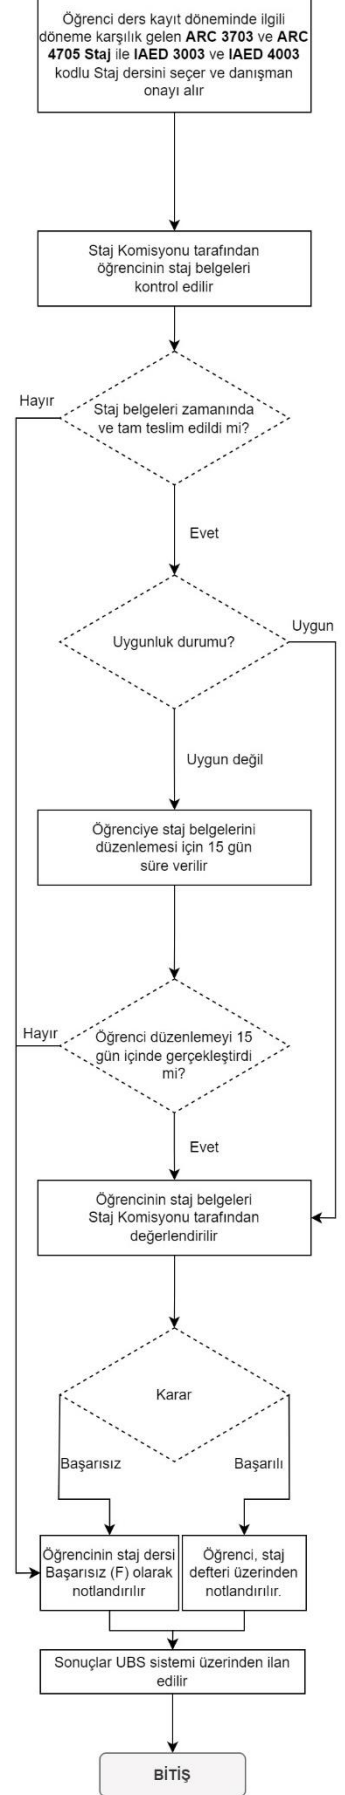 Öğrenci ders kayıt döneminde ilgili
döneme karşılık gelen ARC 3703 ve ARC
4705 Staj ile IAED 3003 ve IAED 4003
kodlu Staj dersini seçer ve danışman
onayı alır
Staj Komisyonu tarafından
öğrencinin staj belgeleri
kontrol edilir
Hayır
Staj belgeleri zamanında
ve tam teslim edildi mi?
Evet
Uygun
Uygunluk durumu?
Uygun değil
Öğrenciye staj belgelerini
düzenlemesi için 15 gün
süre verilir
Hayır
Öğrenci düzenlemeyi 15
gün içinde gerçekleştirdi
mi?
Evet
Öğrencinin staj belgeleri
Staj Komisyonu tarafından
değerlendirilir
Karar
Başarısız
Başarılı
Öğrencinin staj dersi
Başarısız (F) olarak
notlandırılır
Öğrenci, staj
defteri üzerinden
notlandırılır.
Sonuçlar UBS sistemi üzerinden ilan
edilir
BİTİŞ